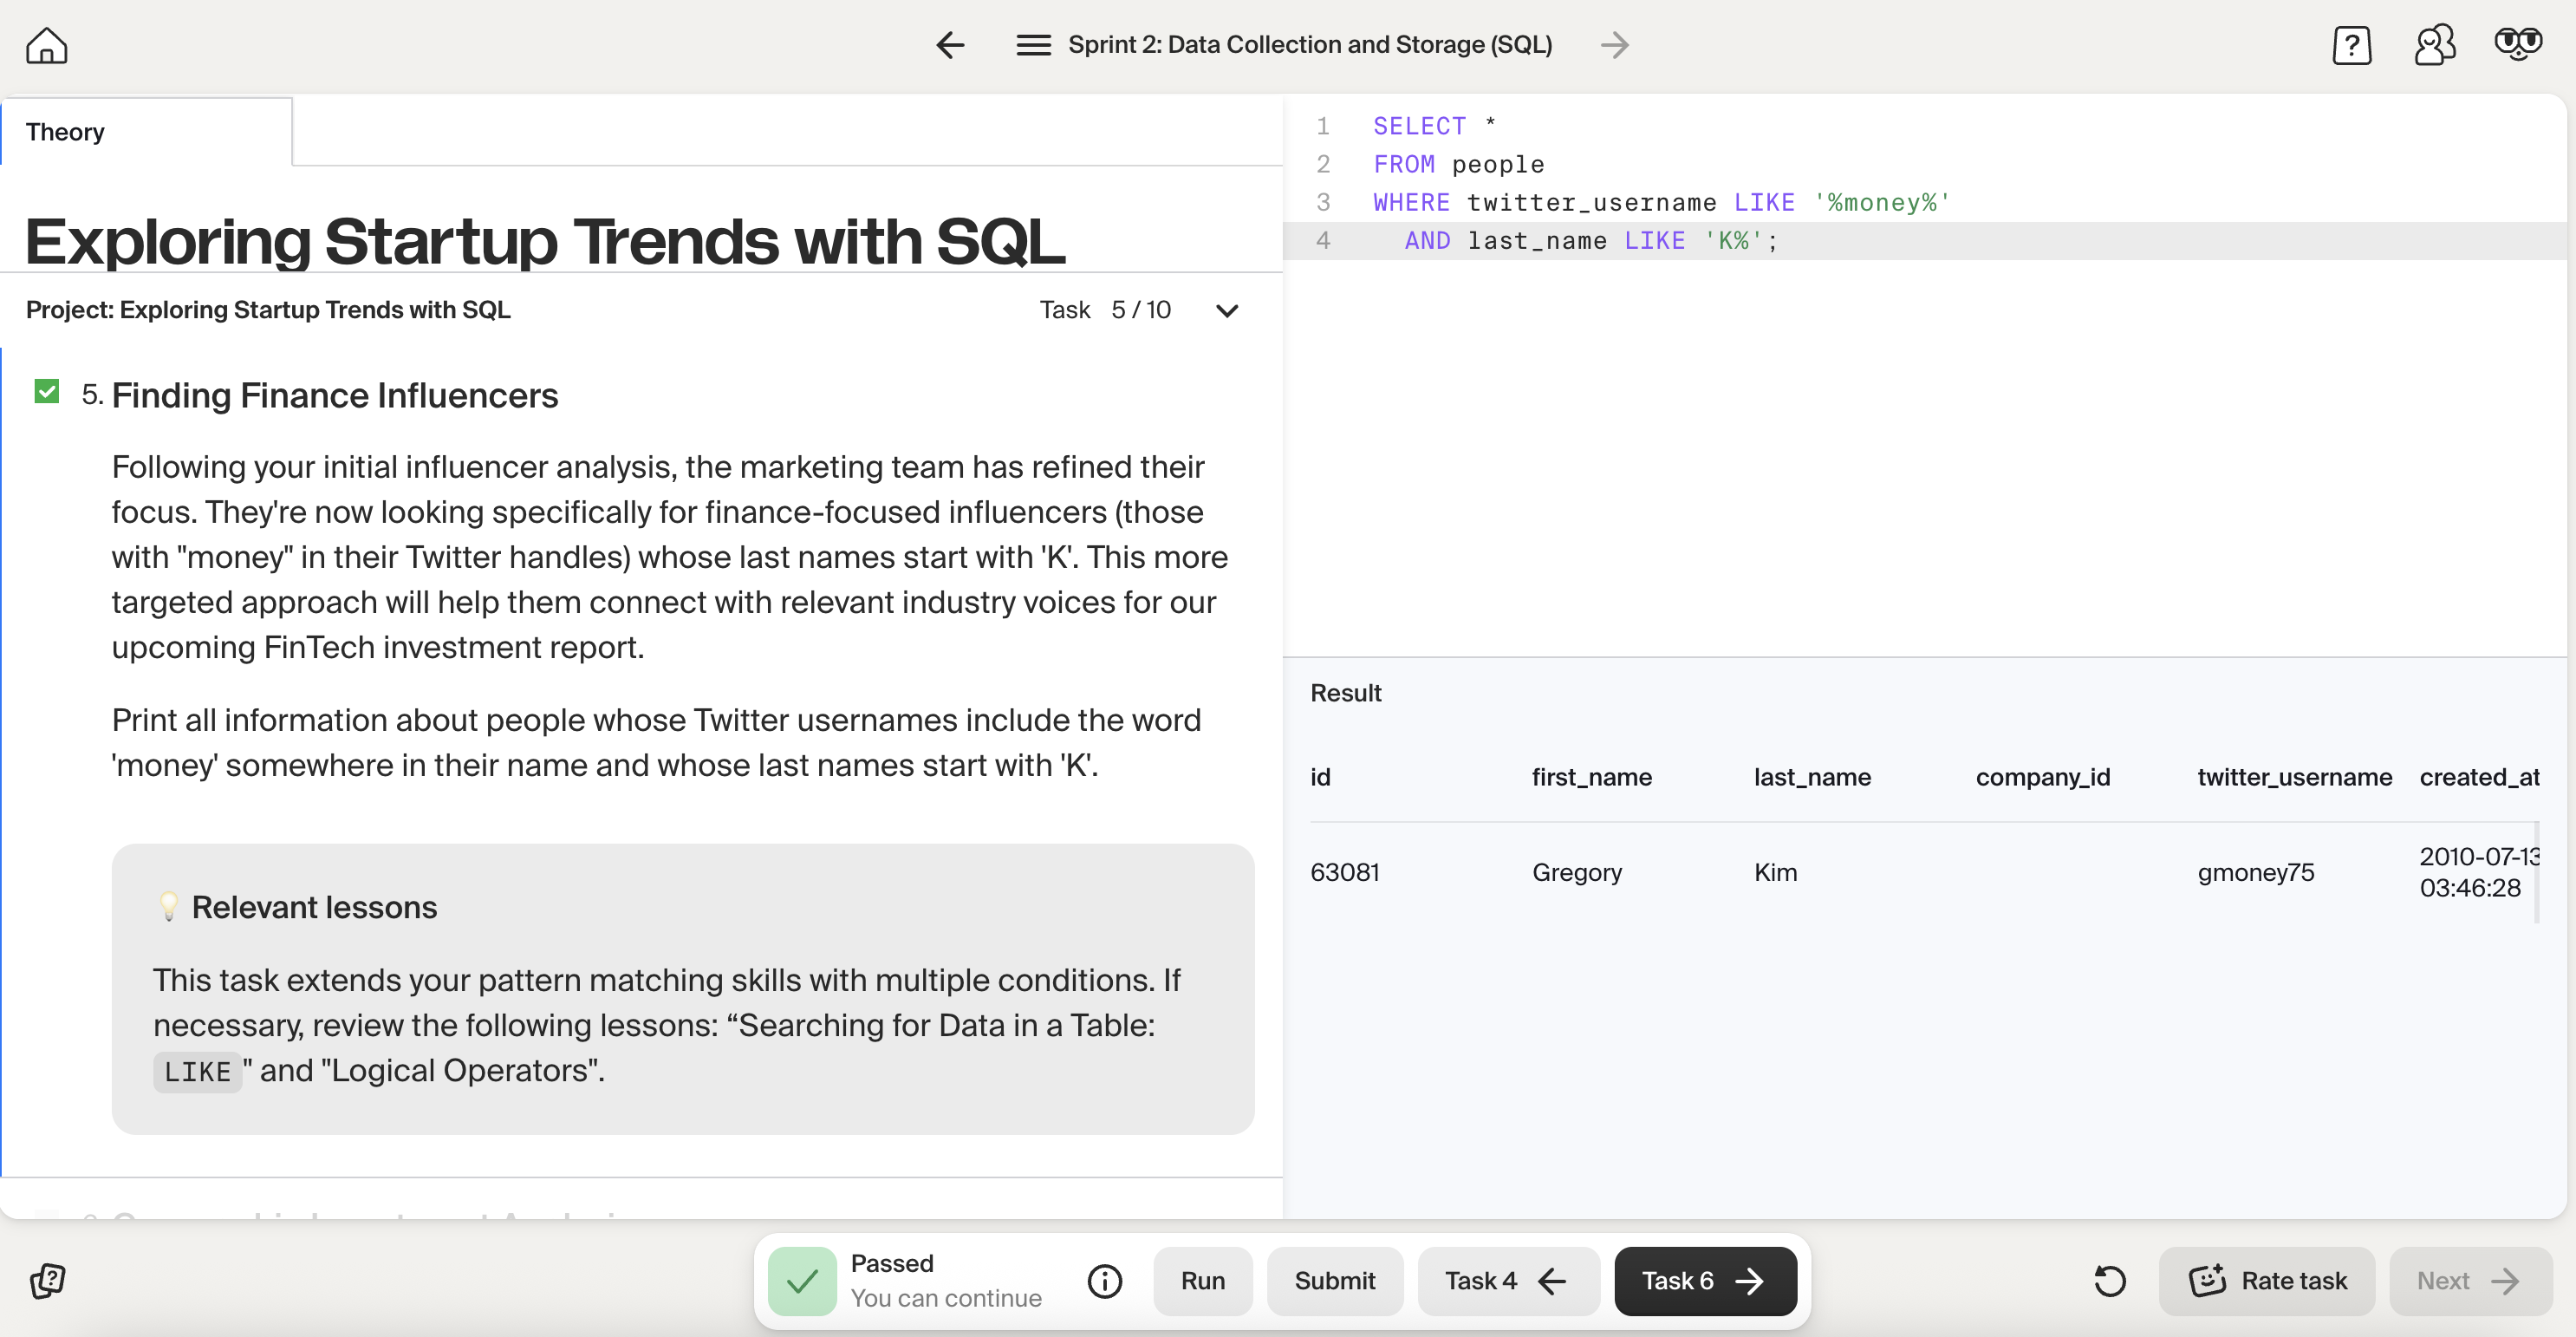 Sprint 2: Data Collection and Storage (SQL)
Theory
Exploring Startup Trends with SQL
Project: Exploring Startup Trends with SQL
Task 5 / 10
5. Finding Finance Influencers
Following your initial influencer analysis, the marketing team has refined their
focus. They're now looking specifically for finance-focused influencers (those
with "money" in their Twitter handles) whose last names start with 'K'. This more
targeted approach will help them connect with relevant industry voices for our
upcoming FinTech investment report.
Print all information about people whose Twitter usernames include the word
'money' somewhere in their name and whose last names start with 'K'.
Relevant lessons
This task extends your pattern matching skills with multiple conditions. If
necessary, review the following lessons: “Searching for Data in a Table:
LIKE" and "Logical Operators".
1 SELECT *
2 FROM people
3 WHERE twitter_username LIKE '%money%'
4 AND last_name LIKE 'K%';
Result
id first_name last_name company_id twitter_username created_at
63081 Gregory Kim gmoney75 2010-07-13
03:46:28
Passed
You can continue
Run
Submit
Task 4
Task 6
Rate task
Next